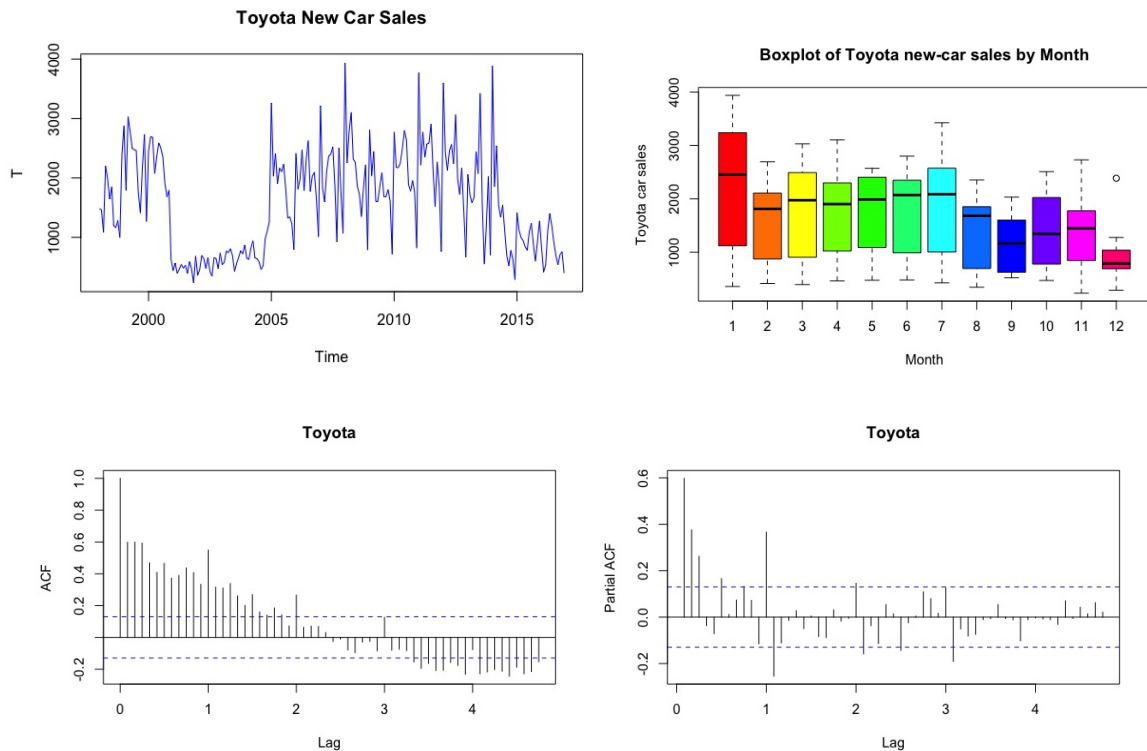 Toyota New Car Sales
T
4000
3000
2000
1000
2000 2005 2010 2015
Time
Boxplot of Toyota new-car sales by Month
Toyota car sales
4000
3000
2000
1000
1 2 3 4 5 6 7 8 9 10 11 12
Month
Toyota
ACF
1.0
0.8
0.6
0.4
0.2
-0.2
0 1 2 3 4
Lag
Toyota
Partial ACF
0.6
0.4
0.2
0.0
-0.2
0 1 2 3 4
Lag